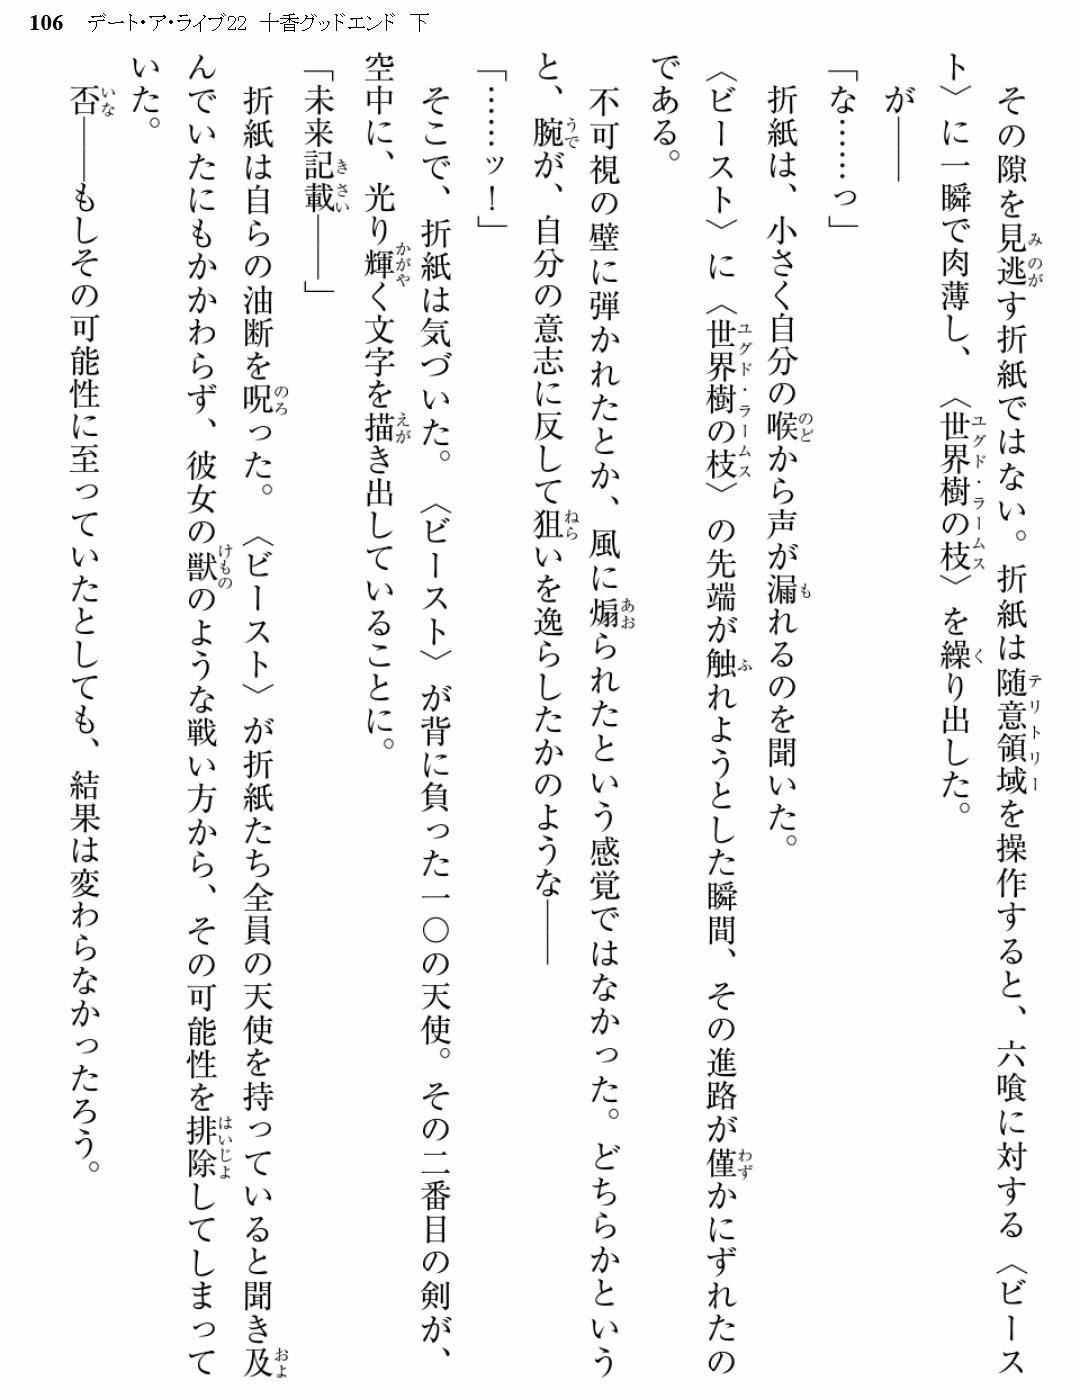 106　デート・ア・ライブ22　十香グッドエンド　下
　その隙を見逃す折紙ではない。折紙は随意領域を操作すると、六喰に対する〈ビース
ト〉に一瞬で肉薄し、〈世界樹の枝〉を繰り出した。
　が――
「な……っ」
　折紙は、小さく自分の喉から声が漏れるのを聞いた。
〈ビースト〉に〈世界樹の枝〉の先端が触れようとした瞬間、その進路が僅かにずれたの
である。
　不可視の壁に弾かれたとか、風に煽られたという感覚ではなかった。どちらかという
と、腕が、自分の意志に反して狙いを逸らしたかのような――
「……ッ！」
　そこで、折紙は気づいた。〈ビースト〉が背に負った一〇の天使。その二番目の剣が、
空中に、光り輝く文字を描き出していることに。
「未来記載――」
　折紙は自らの油断を呪った。〈ビースト〉が折紙たち全員の天使を持っていると聞き及
んでいたにもかかわらず、彼女の獣のような戦い方から、その可能性を排除してしまって
いた。
　否――もしその可能性に至っていたとしても、結果は変わらなかったろう。